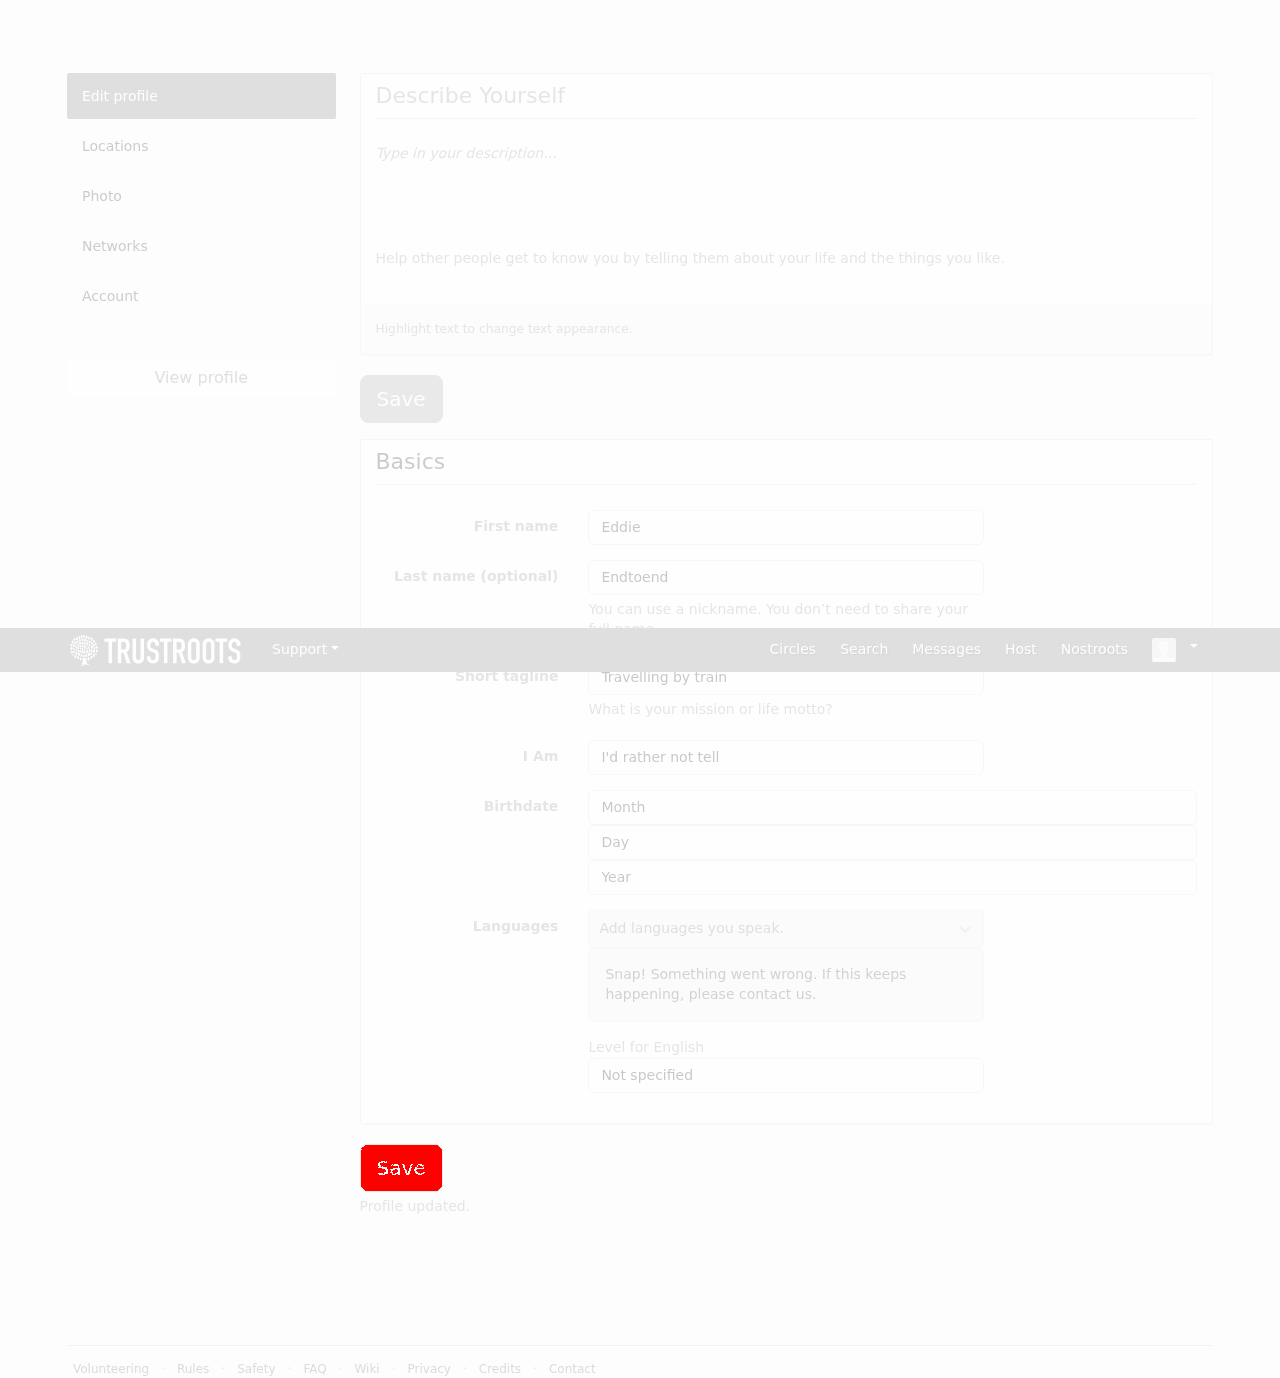 Edit profile
Locations
Photo
Networks
Account
View profile
Describe Yourself
Type in your description...
Help other people get to know you by telling them about your life and the things you like.
Highlight text to change text appearance.
Save
Basics
First name
Eddie
Last name (optional)
Endtoend
You can use a nickname. You don’t need to share your
full name.
TRUSTROOTS
Support
Circles
Search
Messages
Host
Nostroots
Short tagline
Travelling by train
What is your mission or life motto?
I Am
I'd rather not tell
Birthdate
Month
Day
Year
Languages
Add languages you speak.
Snap! Something went wrong. If this keeps
happening, please contact us.
Level for English
Not specified
Save
Profile updated.
Volunteering · Rules · Safety · FAQ · Wiki · Privacy · Credits · Contact